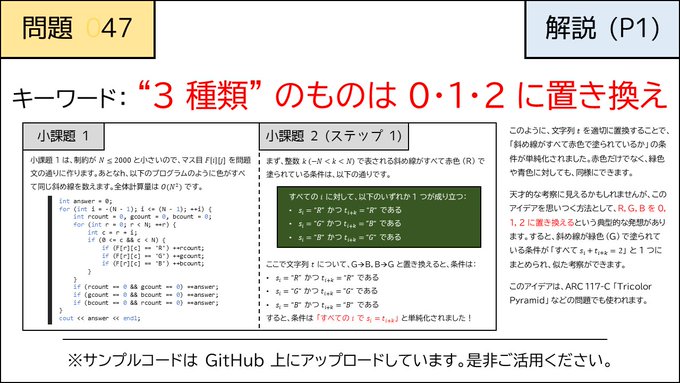 問題 047
解説 (P1)
キーワード: “3 種類” のものは 0・1・2 に置き換え
小課題 1
小課題 1 は、制約が N ≤ 2000 と小さいので、マス目 F[i][j] を問題
文の通りに作ります。あとなh、以下のプログラムのように色がすべ
て同じ斜め線を数えます。全体計算量は O(N²) です。
int answer = 0;
for (int i = -(N - 1); i <= (N - 1); ++i) {
int rcount = 0, gcount = 0, bcount = 0;
for (int r = 0; r < N; ++r) {
int c = r + i;
if (0 <= c && c < N) {
if (F[r][c] == 'R') ++rcount;
if (F[r][c] == 'G') ++gcount;
if (F[r][c] == 'B') ++bcount;
}
}
if (rcount == 0 && gcount == 0) ++answer;
if (gcount == 0 && bcount == 0) ++answer;
if (bcount == 0 && rcount == 0) ++answer;
}
cout << answer << endl;
小課題 2 (ステップ 1)
まず、整数 k (−N < k < N) で表される斜め線がすべて赤色 (R) で
塗られている条件は、以下の通りです。
すべての i に対して、以下のいずれか 1 つが成り立つ:
• sᵢ = "R" かつ tᵢ₊ₖ = "R" である
• sᵢ = "G" かつ tᵢ₊ₖ = "B" である
• sᵢ = "B" かつ tᵢ₊ₖ = "G" である
ここで文字列 t について、G→B, B→G と置き換えると、条件は:
• sᵢ = "R" かつ tᵢ₊ₖ = "R" である
• sᵢ = "G" かつ tᵢ₊ₖ = "G" である
• sᵢ = "B" かつ tᵢ₊ₖ = "B" である
すると、条件は 「すべての i で sᵢ = tᵢ₊ₖ」 と単純化されました!
このように、文字列 t を適切に置換することで、
「斜め線がすべて赤色で塗られているか」の条
件が単純化されました。赤色だけでなく、緑色
や青色に対しても、同様にできます。
天才的な考察に見えるかもしれませんが、この
アイデアを思いつく方法として、R, G, B を 0,
1, 2 に置き換えるという典型的な発想があり
ます。すると、斜め線が緑色 (G) で塗られて
いる条件が「すべて sᵢ + tᵢ₊ₖ = 2」と 1 つに
まとめられ、似た考察ができます。
このアイデアは、ARC 117-C 「Tricolor
Pyramid」 などの問題でも使われます。
※サンプルコードは GitHub 上にアップロードしています。是非ご活用ください。